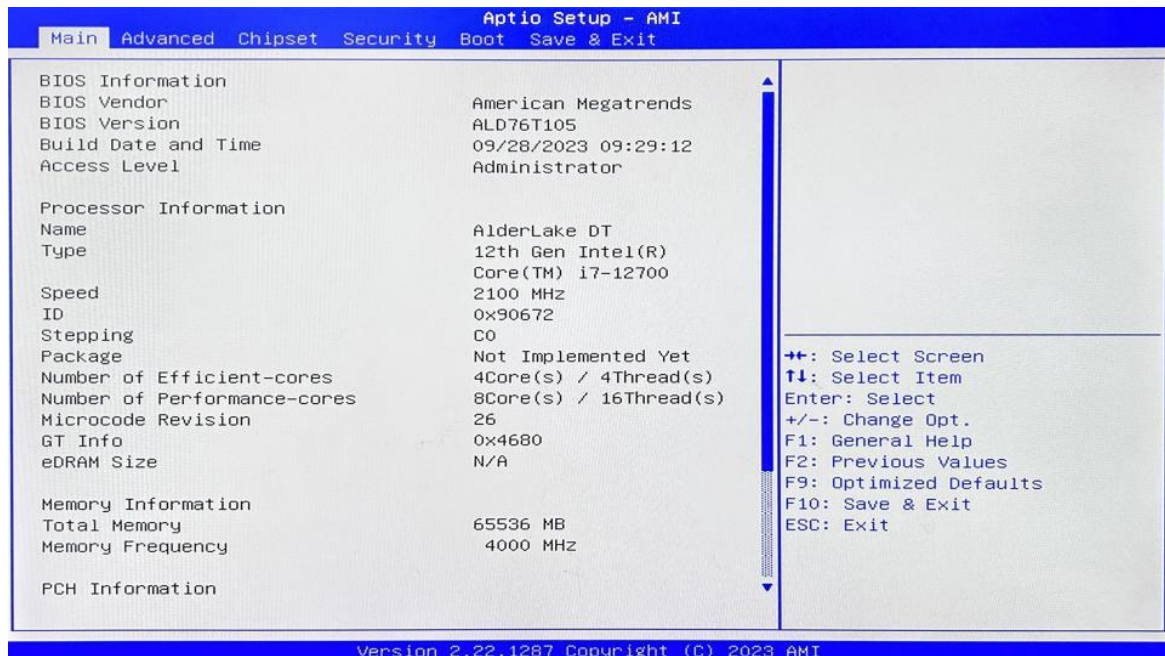 Aptio Setup - AMI
Main Advanced Chipset Security Boot Save & Exit
BIOS Information
BIOS Vendor American Megatrends
BIOS Version ALD76T105
Build Date and Time 09/28/2023 09:29:12
Access Level Administrator
Processor Information
Name AlderLake DT
Type 12th Gen Intel(R)
Core(TM) i7-12700
Speed 2100 MHz
ID 0x90672
Stepping C0
Package Not Implemented Yet
Number of Efficient-cores 4Core(s) / 4Thread(s)
Number of Performance-cores 8Core(s) / 16Thread(s)
Microcode Revision 26
GT Info 0x4680
eDRAM Size N/A
Memory Information
Total Memory 65536 MB
Memory Frequency 4000 MHz
PCH Information
→←: Select Screen
↑↓: Select Item
Enter: Select
+/-: Change Opt.
F1: General Help
F2: Previous Values
F9: Optimized Defaults
F10: Save & Exit
ESC: Exit
Version 2.22.1287 Copyright (C) 2023 AMI